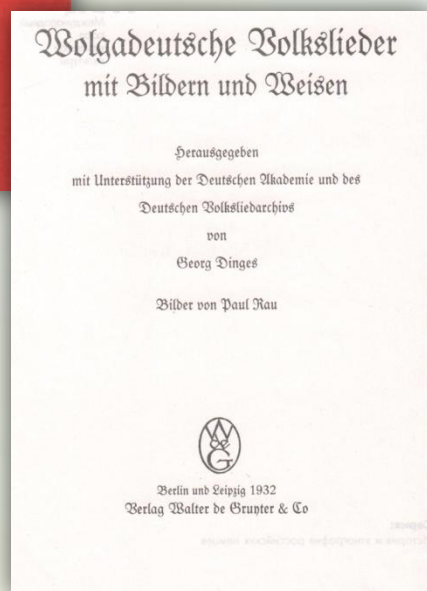 Wolgadeutsche Volkslieder
mit Bildern und Weisen
Herausgegeben
mit Unterstützung der Deutschen Akademie und des
Deutschen Volksliedarchivs
von
Georg Dinges
Bilder von Paul Rau
W
de
G
Berlin und Leipzig 1932
Verlag Walter de Gruyter & Co